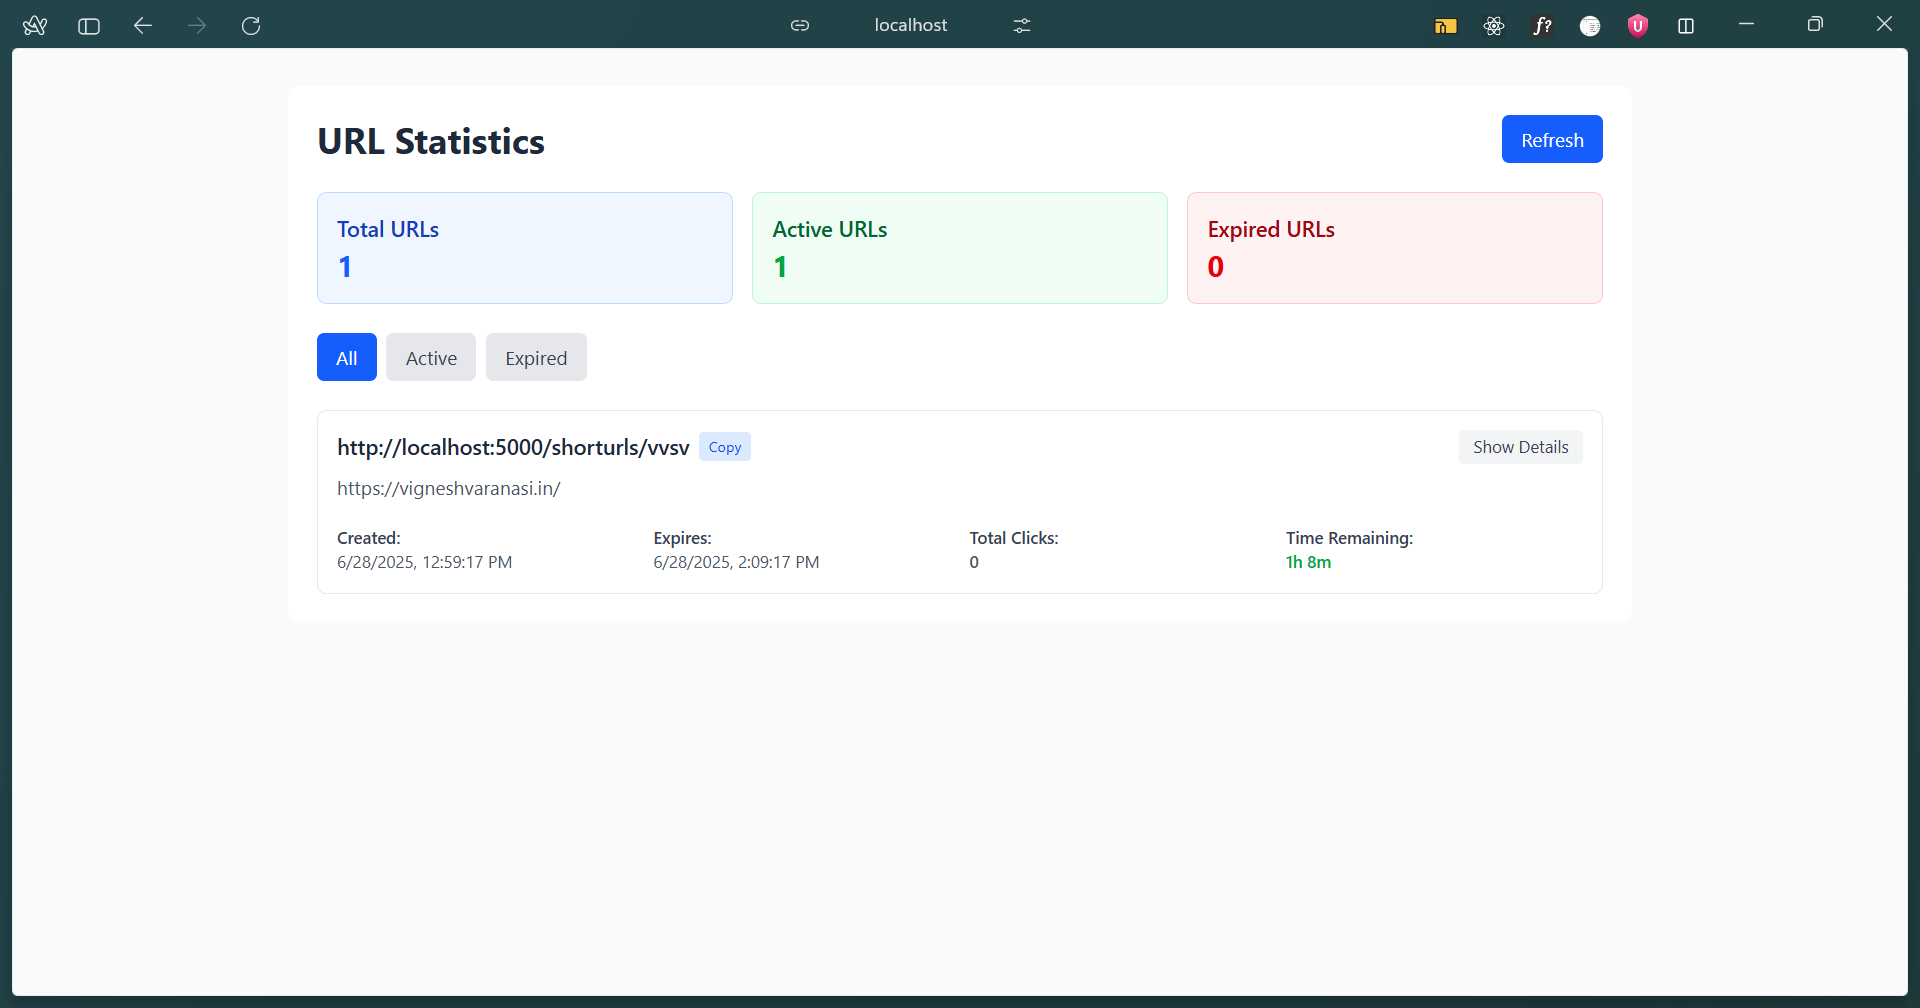 localhost
f?
U
URL Statistics
Refresh
Total URLs
1
Active URLs
1
Expired URLs
0
All
Active
Expired
http://localhost:5000/shorturls/vvsv
Copy
Show Details
https://vigneshvaranasi.in/
Created:
6/28/2025, 12:59:17 PM
Expires:
6/28/2025, 2:09:17 PM
Total Clicks:
0
Time Remaining:
1h 8m